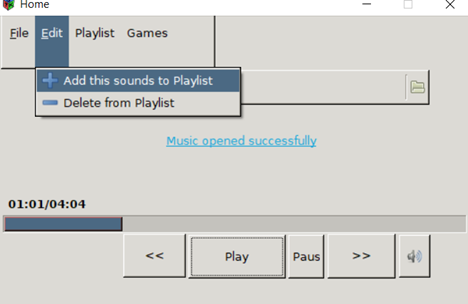 Home
File Edit Playlist Games
Add this sounds to Playlist
Delete from Playlist
Music opened successfully
01:01/04:04
<< Play Paus >>